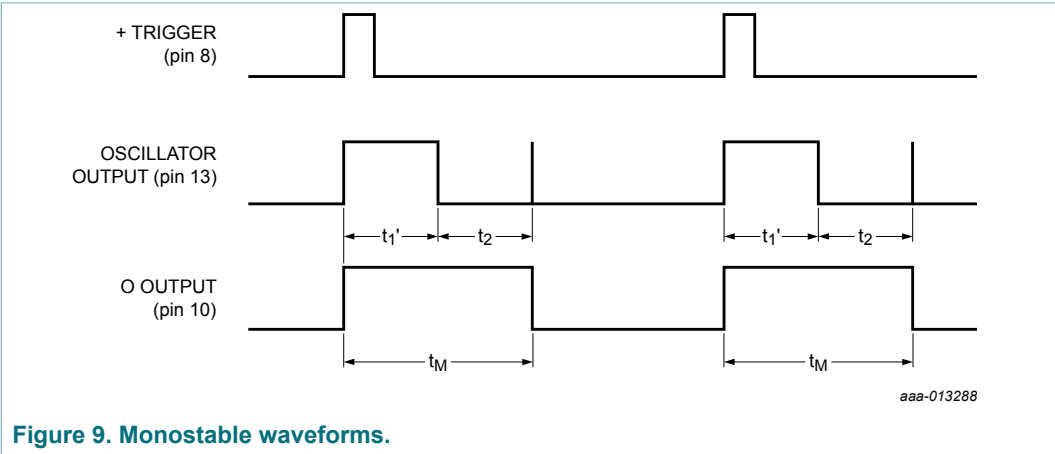 + TRIGGER
(pin 8)
OSCILLATOR
OUTPUT (pin 13)
t1' t2 t1' t2
O OUTPUT
(pin 10)
tM tM
aaa-013288
Figure 9. Monostable waveforms.